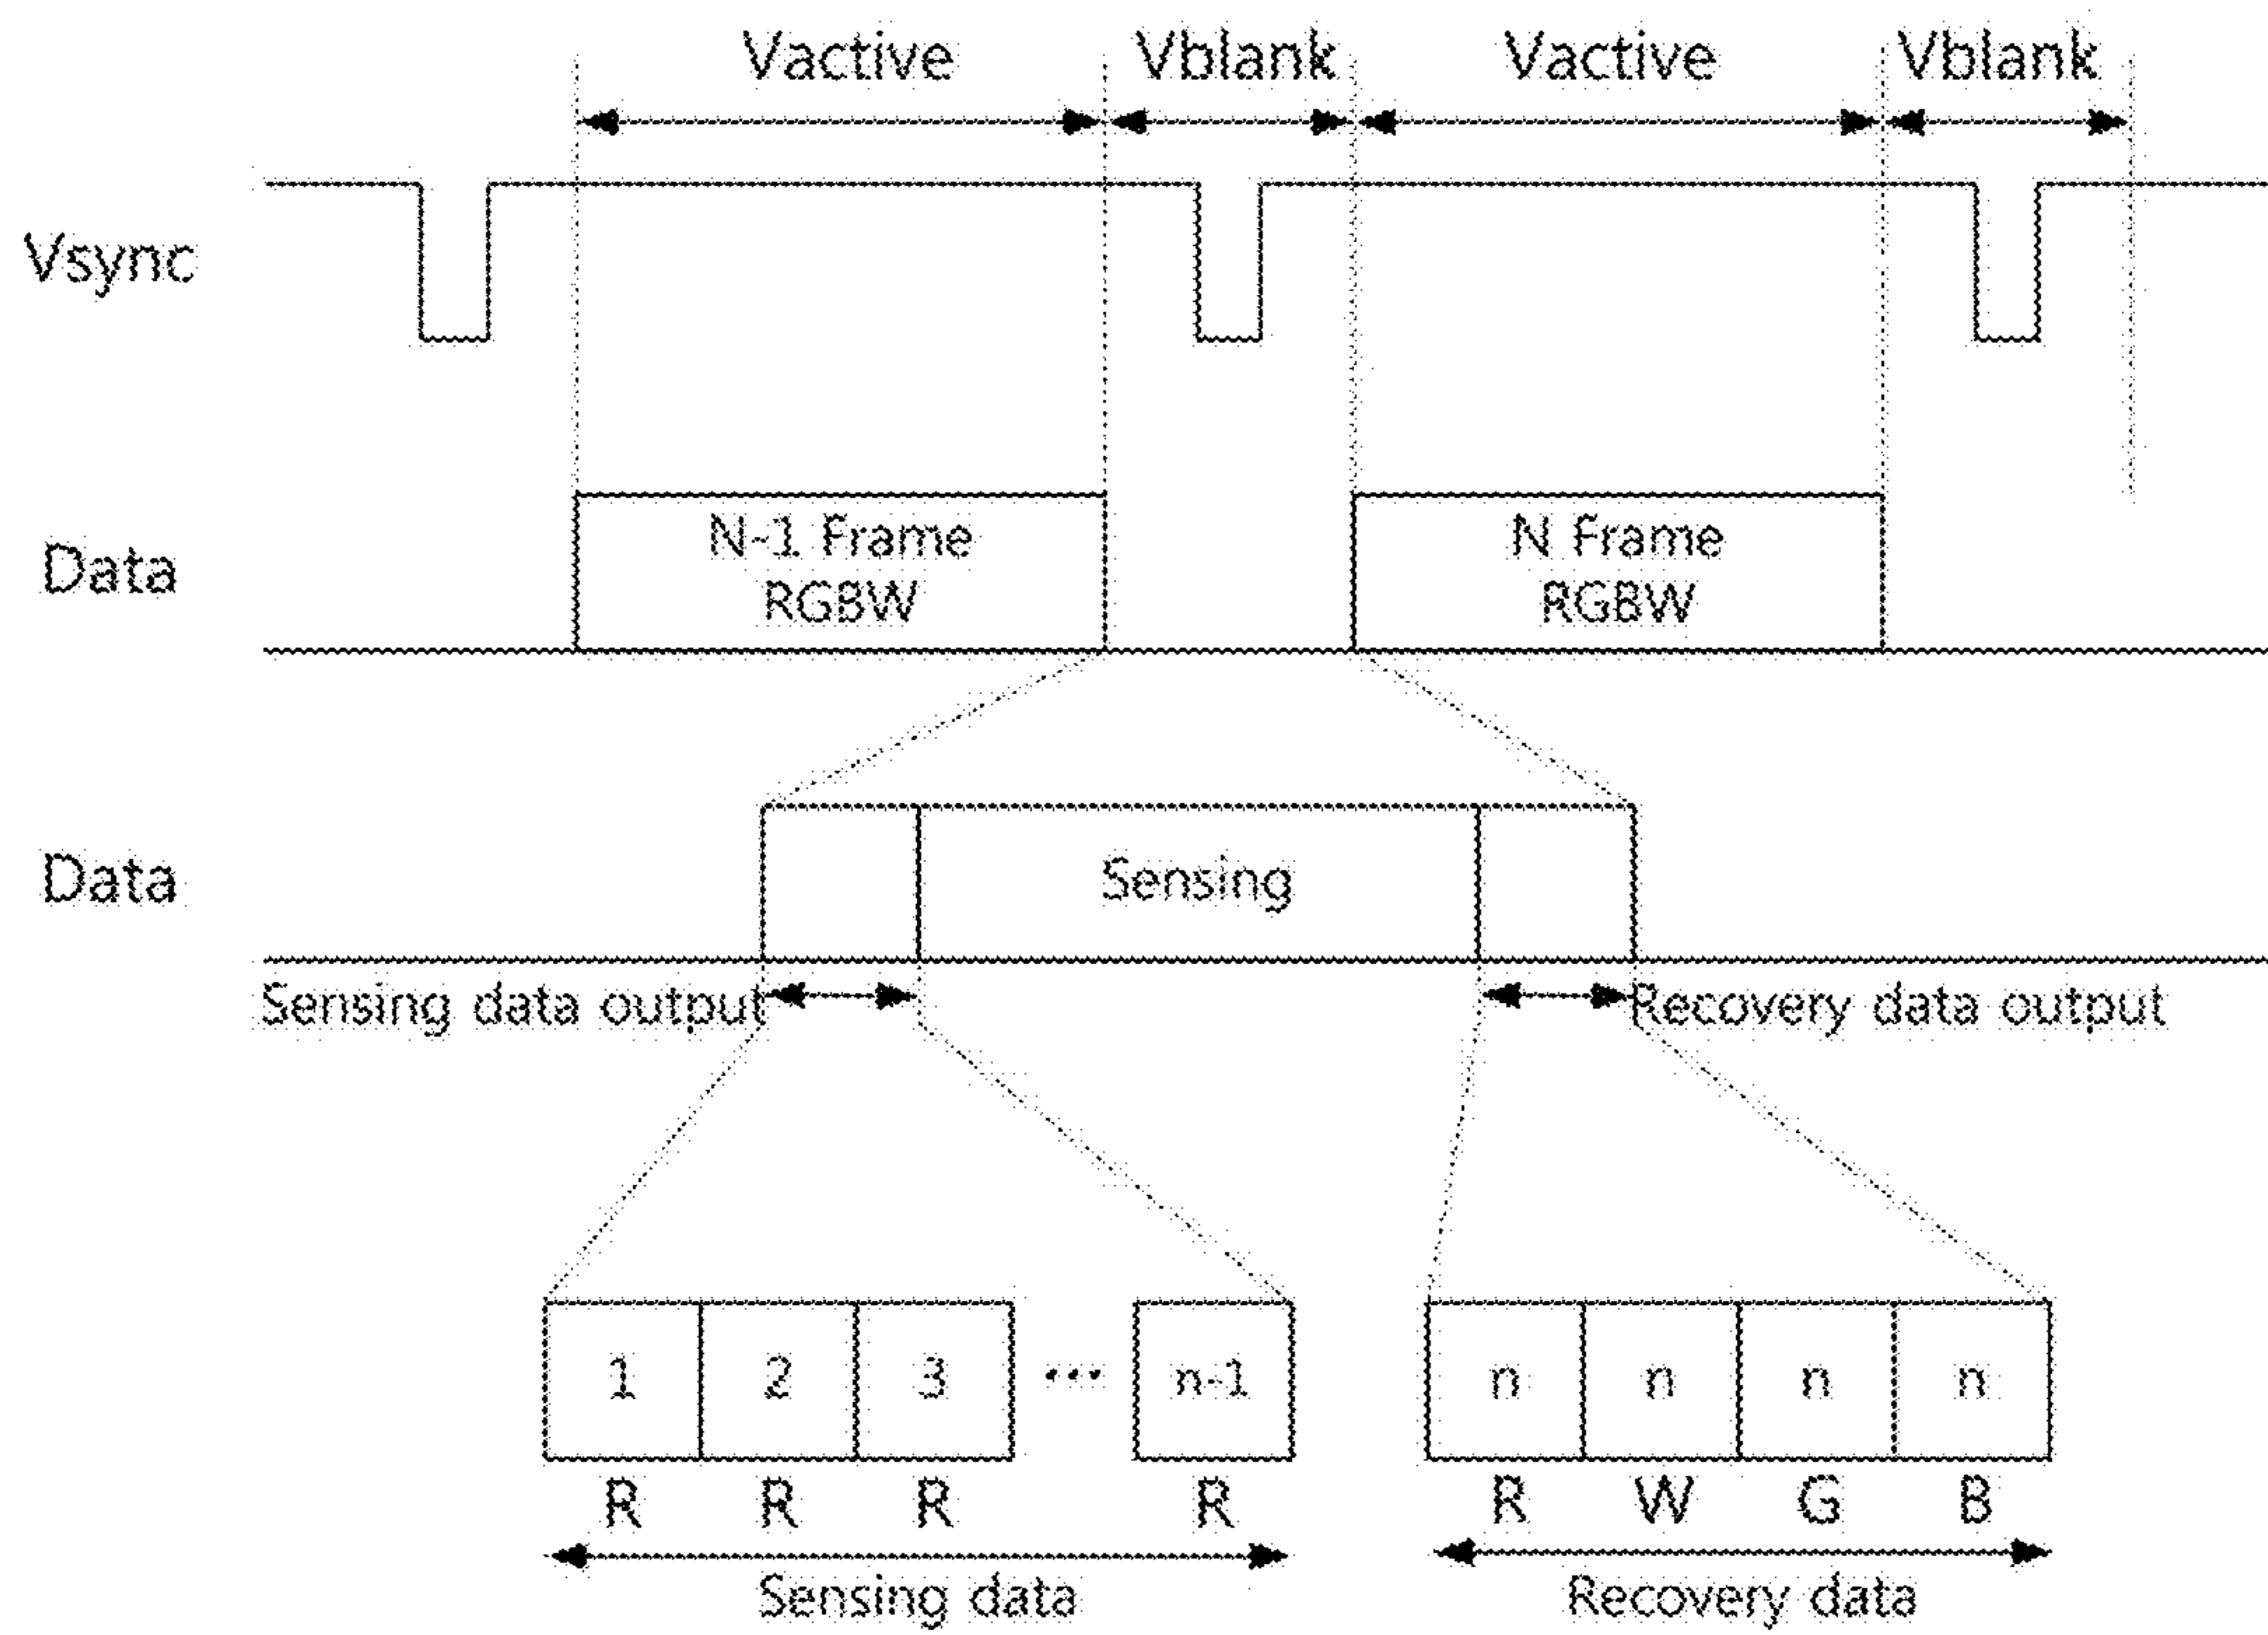 Vactive Vblank Vactive Vblank
Vsync
Data
N-1 Frame
RGBW
N Frame
RGBW
Data
Sensing
Sensing data output
Recovery data output
1 2 3 ••• n-1 n n n n
R R R R R W G B
Sensing data
Recovery data